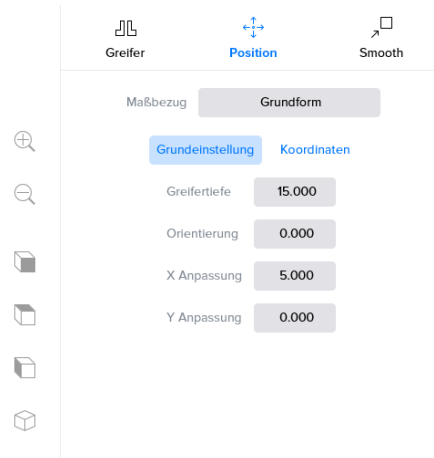 Greifer Position Smooth
Maßbezug Grundform
Grundeinstellung Koordinaten
Greifertiefe 15.000
Orientierung 0.000
X Anpassung 5.000
Y Anpassung 0.000